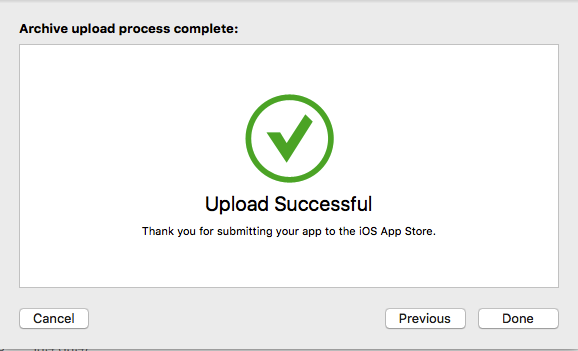 Archive upload process complete:
Upload Successful
Thank you for submitting your app to the iOS App Store.
Cancel
Previous
Done